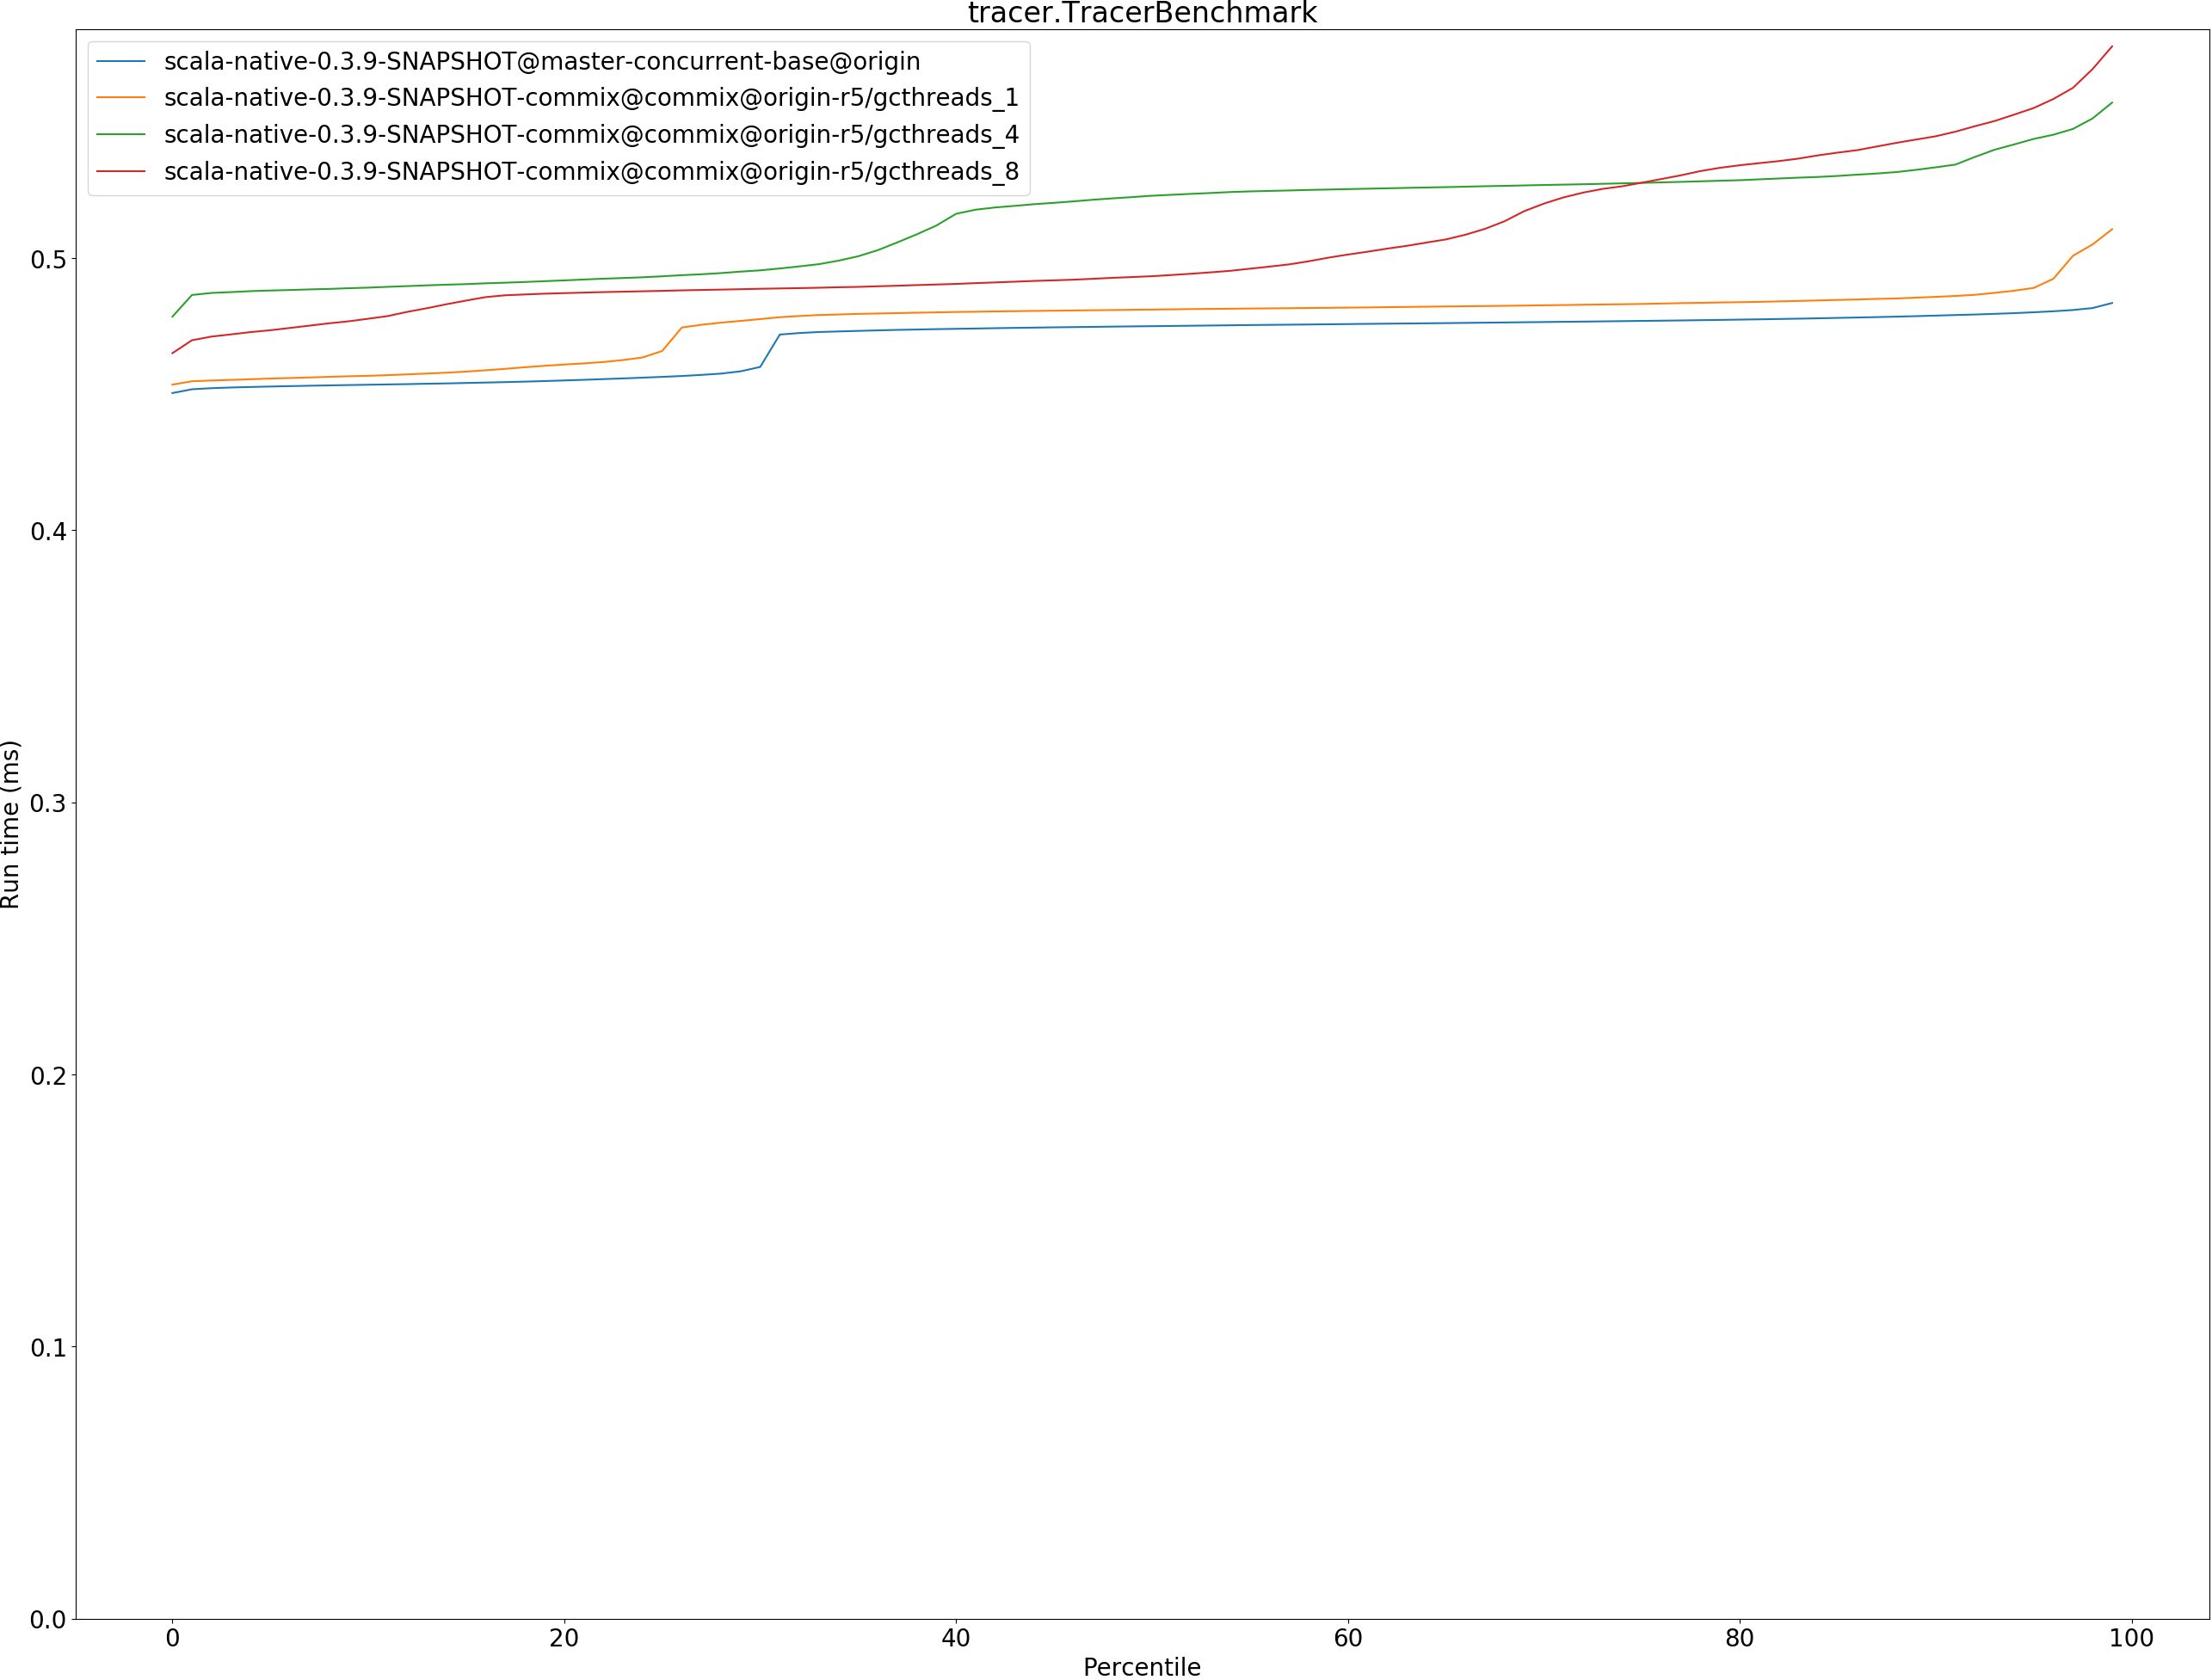 tracer.TracerBenchmark
scala-native-0.3.9-SNAPSHOT@master-concurrent-base@origin
scala-native-0.3.9-SNAPSHOT-commix@commix@origin-r5/gcthreads_1
scala-native-0.3.9-SNAPSHOT-commix@commix@origin-r5/gcthreads_4
scala-native-0.3.9-SNAPSHOT-commix@commix@origin-r5/gcthreads_8
Run time (ms)
0.5
0.4
0.3
0.2
0.1
0.0
0 20 40 60 80 100
Percentile